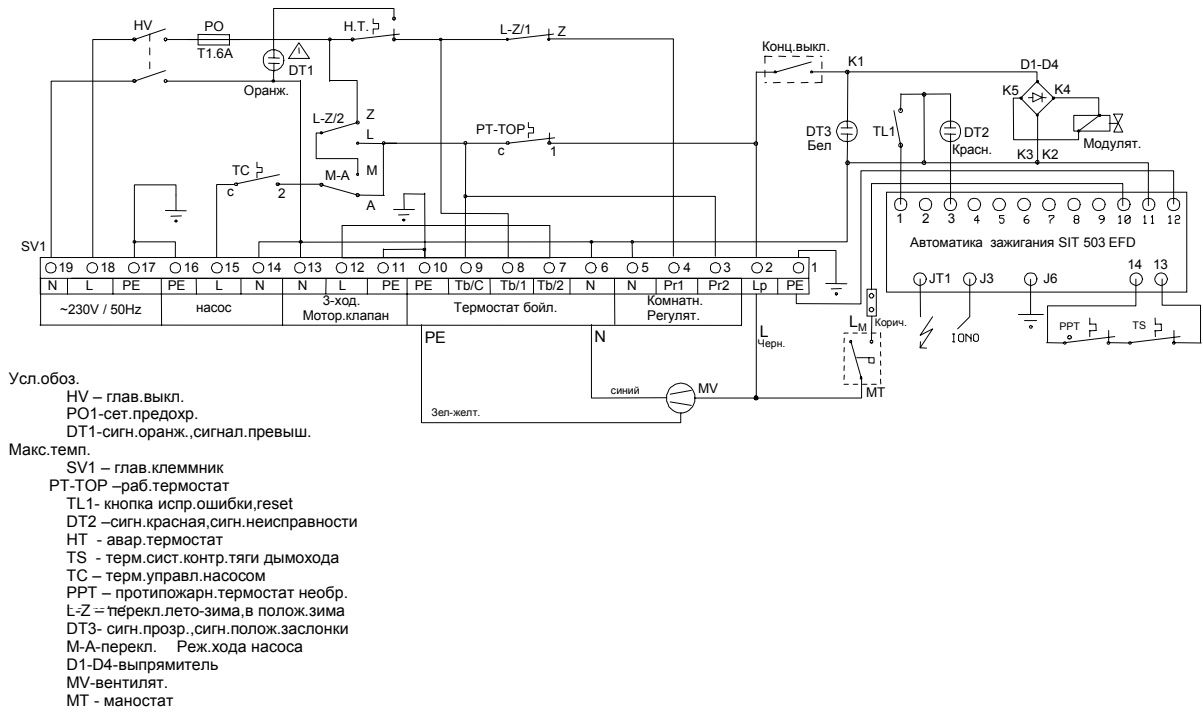 HV
PO
T1.6A
Оранж.
DT1
H.T.
L-Z/1
Z
Конц.выкл.
K1
D1-D4
K5
K4
K3
K2
Модулят.
DT3
Бел
TL1
DT2
Красн.
L-Z/2
Z
L
PT-TOP
c
1
TC
c
2
M-A
M
A
1
2
3
4
5
6
7
8
9
10
11
12
Автоматика зажигания SIT 503 EFD
JT1
J3
J6
14
13
IONO
PPT
TS
SV1
19
18
17
16
15
14
13
12
11
10
9
8
7
6
5
4
3
2
1
N
L
PE
PE
L
N
N
L
PE
PE
Tb/C
Tb/1
Tb/2
N
N
Pr1
Pr2
Lp
PE
~230V / 50Hz
насос
3-ход.
Мотор.клапан
Термостат бойл.
Комнатн.
Регулят.
PE
N
L
Черн.
LM
Корич.
MT
синий
MV
Зел-желт.
Усл.обоз.
HV – глав.выкл.
PO1-сет.предохр.
DT1-сигн.оранж.,сигнал.превыш.
Макс.темп.
SV1 – глав.клеммник
PT-TOP –раб.термостат
TL1- кнопка испр.ошибки,reset
DT2 –сигн.красная,сигн.неисправности
HT - авар.термостат
TS - терм.сист.контр.тяги дымохода
TC – терм.управл.насосом
PPT – протипожарн.термостат необр.
L-Z – перекл.лето-зима,в полож.зима
DT3- сигн.прозр.,сигн.полож.заслонки
M-A-перекл. Реж.хода насоса
D1-D4-выпрямитель
MV-вентилят.
MT - маностат